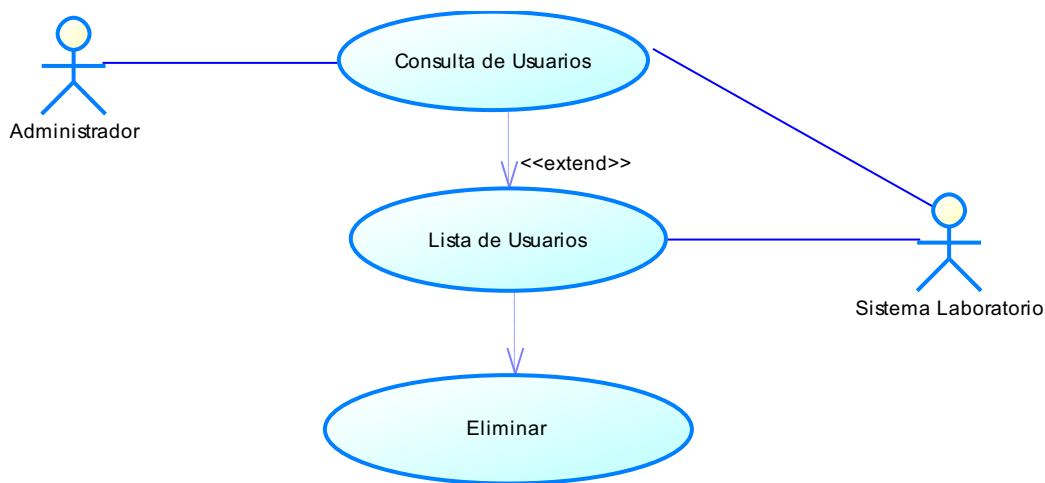 Consulta de Usuarios
Administrador
<<extend>>
Lista de Usuarios
Sistema Laboratorio
Eliminar